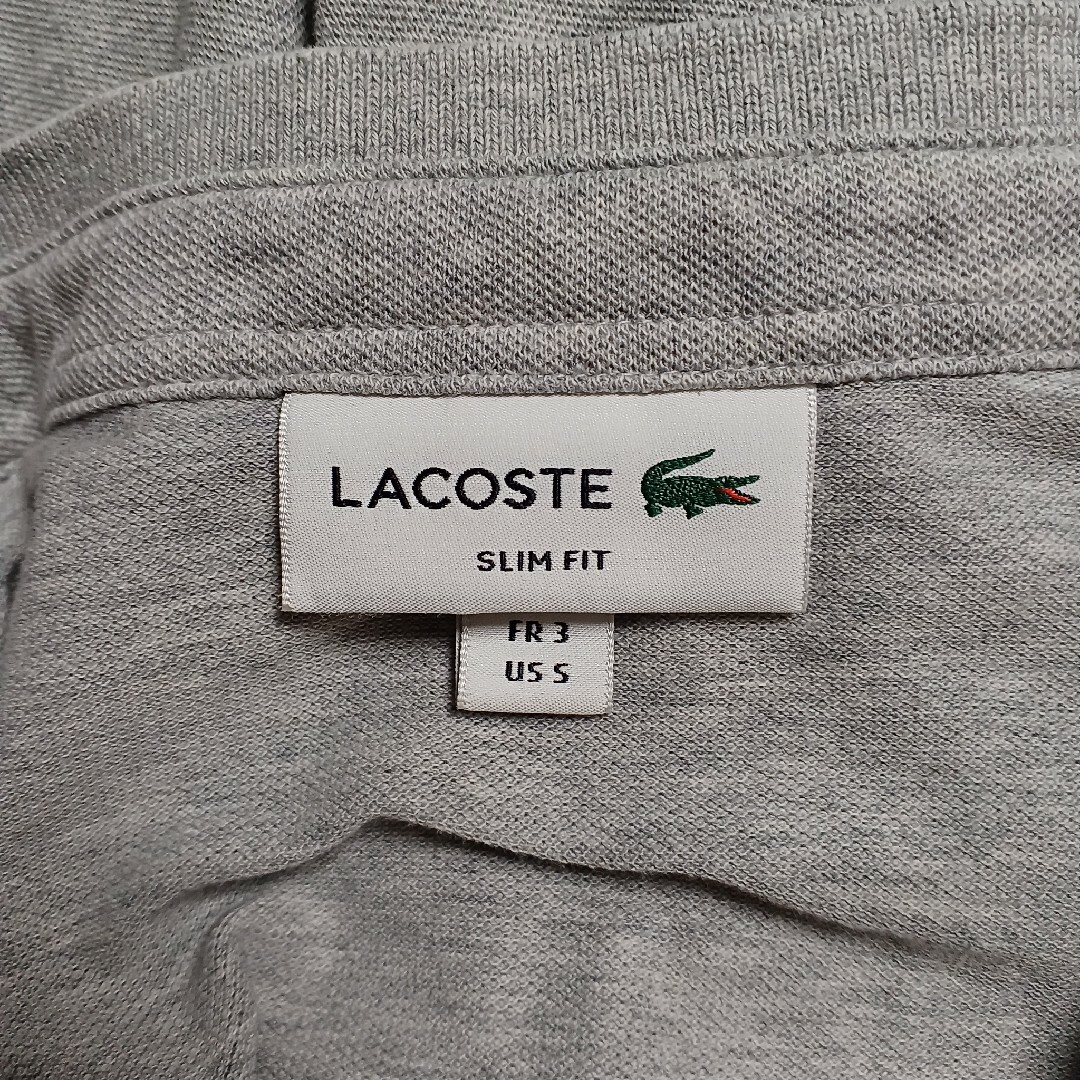 LACOSTE
SLIM FIT
FR 3
US S